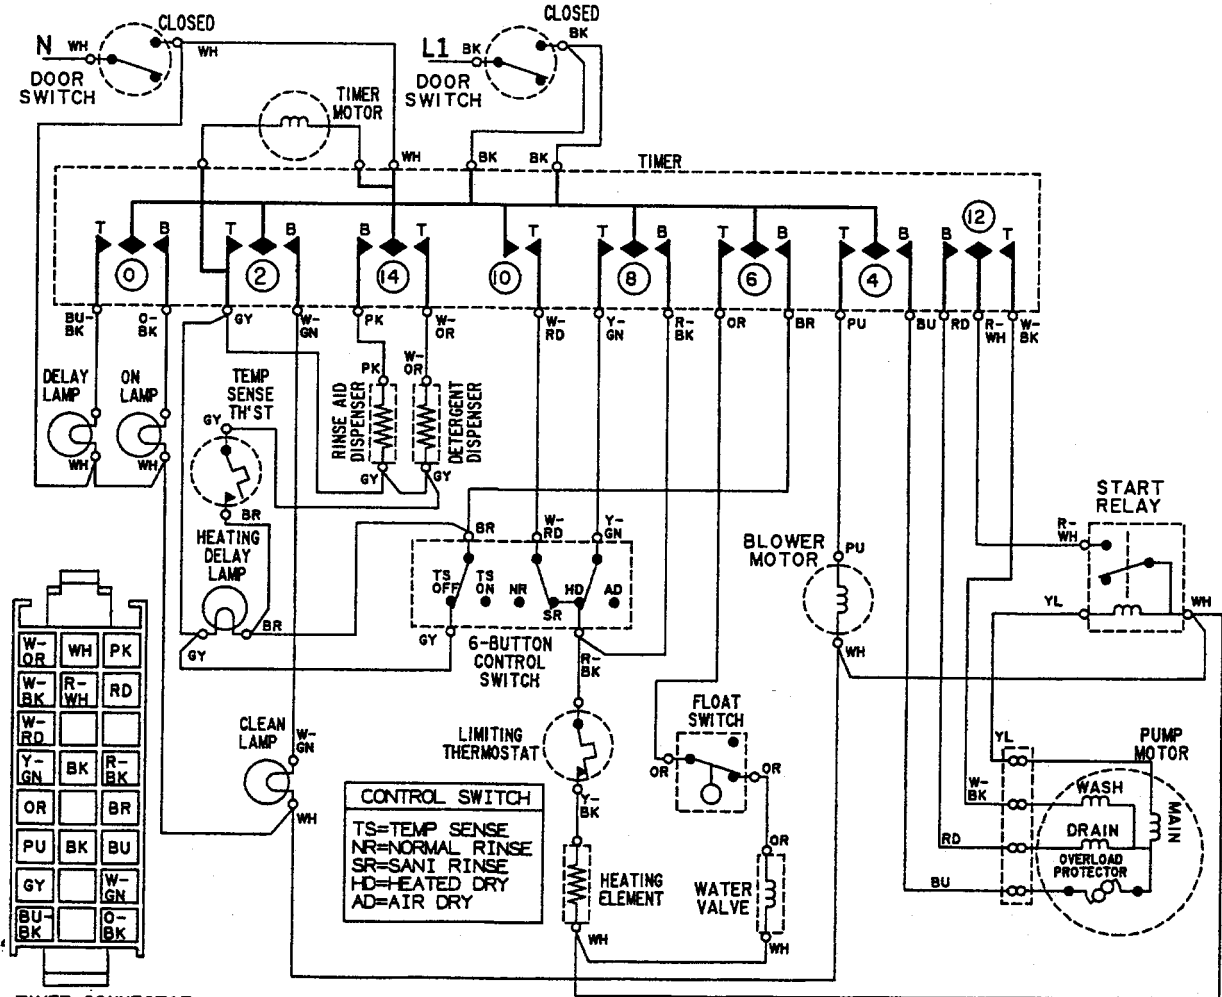 CLOSED
CLOSED
N WH WH
L1 BK BK
DOOR
SWITCH
DOOR
SWITCH
TIMER
MOTOR
WH BK BK TIMER
T B T B B T T T B T B T B B T
12
0 2 14 10 8 6 4
BU-
BK
O-
BK
GY
W-
GN
PK
W-
OR
W-
RD
Y-
GN
R-
BK
OR
BR
PU
BU
RD
R-
WH
W-
BK
DELAY
LAMP
ON
LAMP
TEMP
SENSE
TH'ST
PK
W-
OR
RINSE AID
DISPENSER
DETERGENT
DISPENSER
GY
WH WH
GY GY
BR
HEATING
DELAY
LAMP
BR
GY
BR
W-
RD
Y-
GN
TS
OFF
TS
ON
NR
SR
HD
AD
GY
6-BUTTON
CONTROL
SWITCH
R-
BK
BLOWER
MOTOR
PU
WH
START
RELAY
R-
WH
YL
WH
W-
OR
WH
PK
W-
BK
R-
WH
RD
W-
RD
Y-
GN
BK
R-
BK
OR
BR
PU
BK
BU
GY
W-
GN
BU-
BK
O-
BK
CLEAN
LAMP
W-
GN
WH
LIMITING
THERMOSTAT
Y-
BK
FLOAT
SWITCH
OR OR
OR
CONTROL SWITCH
TS=TEMP SENSE
NR=NORMAL RINSE
SR=SANI RINSE
HD=HEATED DRY
AD=AIR DRY
HEATING
ELEMENT
WH
WATER
VALVE
WH
YL
PUMP
MOTOR
W-
BK
WASH
MAIN
RD
DRAIN
OVERLOAD
PROTECTOR
BU